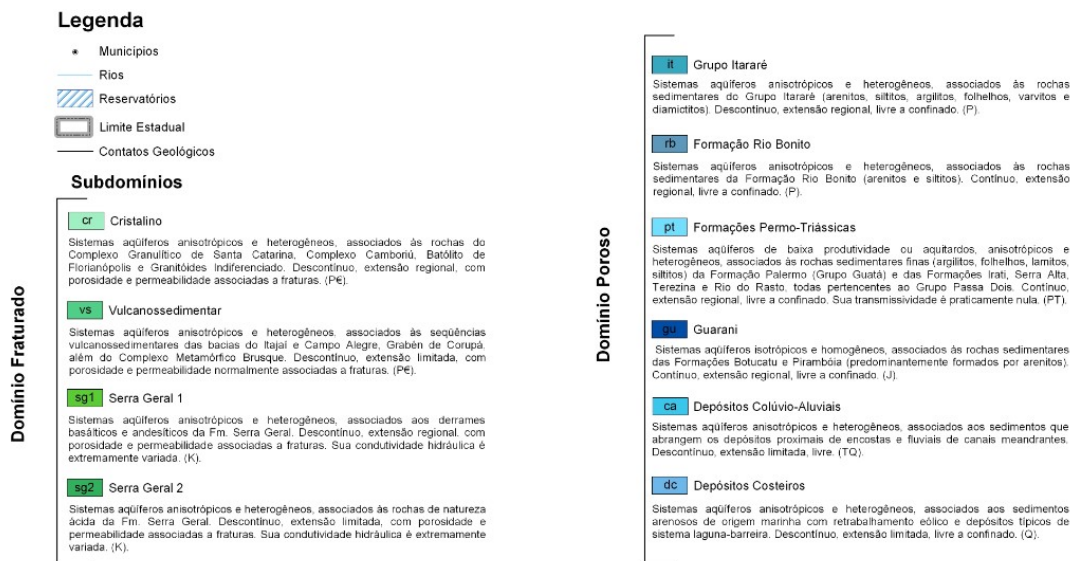 Legenda
Municipios
Rios
Reservatórios
Limite Estadual
Contatos Geológicos
Subdomínios
Domínio Fraturado
cr Cristalino
Sistemas aqüíferos anisotrópicos e heterogêneos, associados às rochas do
Complexo Granulítico de Santa Catarina, Complexo Camboriú, Batólito de
Florianópolis e Granitóides Indiferenciado. Descontínuo, extensão regional, com
porosidade e permeabilidade associadas a fraturas. (P€).
vs Vulcanossedimentar
Sistemas aqüíferos anisotrópicos e heterogêneos, associados às seqüências
vulcanossedimentares das bacias do Itajaí e Campo Alegre, Grabén de Corupá,
além do Complexo Metamórfico Brusque. Descontínuo, extensão limitada, com
porosidade e permeabilidade normalmente associadas a fraturas. (P€).
sg1 Serra Geral 1
Sistemas aqüíferos anisotrópicos e heterogêneos, associados aos derrames
basálticos e andesíticos da Fm. Serra Geral. Descontínuo, extensão regional, com
porosidade e permeabilidade associadas a fraturas. Sua condutividade hidráulica é
extremamente variada. (K).
sg2 Serra Geral 2
Sistemas aqüíferos anisotrópicos e heterogêneos, associados às rochas de natureza
ácida da Fm. Serra Geral. Descontínuo, extensão limitada, com porosidade e
permeabilidade associadas a fraturas. Sua condutividade hidráulica é extremamente
variada. (K).
Domínio Poroso
it Grupo Itararé
Sistemas aqüíferos anisotrópicos e heterogêneos, associados às rochas
sedimentares do Grupo Itararé (arenitos, siltitos, argilitos, folhelhos, varvitos e
diamictitos). Descontínuo, extensão regional, livre a confinado. (P).
rb Formação Rio Bonito
Sistemas aqüíferos anisotrópicos e heterogêneos, associados às rochas
sedimentares da Formação Rio Bonito (arenitos e siltitos). Contínuo, extensão
regional, livre a confinado. (P).
pt Formações Permo-Triássicas
Sistemas aqüíferos de baixa produtividade ou aquitardos, anisotrópicos e
heterogêneos, associados às rochas sedimentares finas (argilitos, folhelhos, lamitos,
siltitos) da Formação Palermo (Grupo Guatá) e das Formações Irati, Serra Alta,
Terezina e Rio do Rasto, todas pertencentes ao Grupo Passa Dois. Contínuo,
extensão regional, livre a confinado. Sua transmissividade é praticamente nula. (PT).
gu Guarani
Sistemas aqüíferos isotrópicos e homogêneos, associados às rochas sedimentares
das Formações Botucatu e Pirambóia (predominantemente formados por arenitos).
Contínuo, extensão regional, livre a confinado. (J).
ca Depósitos Colúvio-Aluviais
Sistemas aqüíferos anisotrópicos e heterogêneos, associados aos sedimentos que
abrangem os depósitos proximais de encostas e fluviais de canais meandrantes.
Descontínuo, extensão limitada, livre. (TQ).
dc Depósitos Costeiros
Sistemas aqüíferos anisotrópicos e heterogêneos, associados aos sedimentos
arenosos de origem marinha com retrabalhamento eólico e depósitos típicos de
sistema laguna-barreira. Descontínuo, extensão limitada, livre a confinado. (Q).